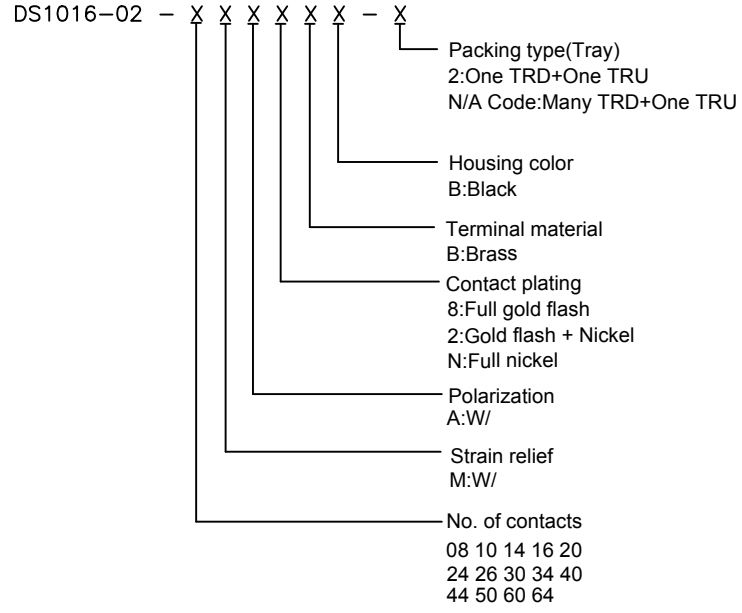 DS1016-02 - X X X X X X - X
Packing type(Tray)
2:One TRD+One TRU
N/A Code:Many TRD+One TRU
Housing color
B:Black
Terminal material
B:Brass
Contact plating
8:Full gold flash
2:Gold flash + Nickel
N:Full nickel
Polarization
A:W/
Strain relief
M:W/
No. of contacts
08 10 14 16 20
24 26 30 34 40
44 50 60 64